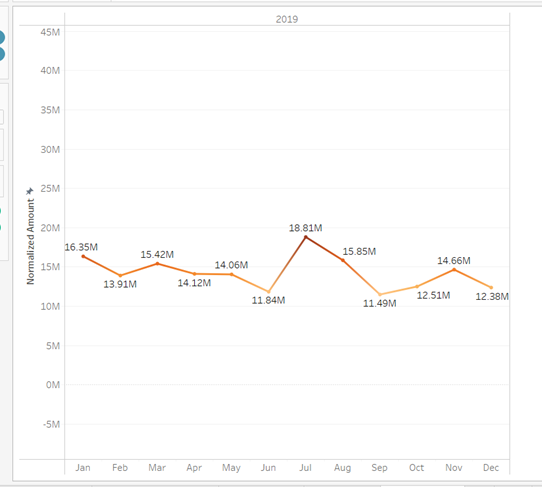 2019
45M
40M
35M
30M
25M
20M
15M
10M
5M
0M
-5M
Normalized Amount
16.35M
13.91M
15.42M
14.12M
14.06M
11.84M
18.81M
15.85M
11.49M
12.51M
14.66M
12.38M
Jan Feb Mar Apr May Jun Jul Aug Sep Oct Nov Dec